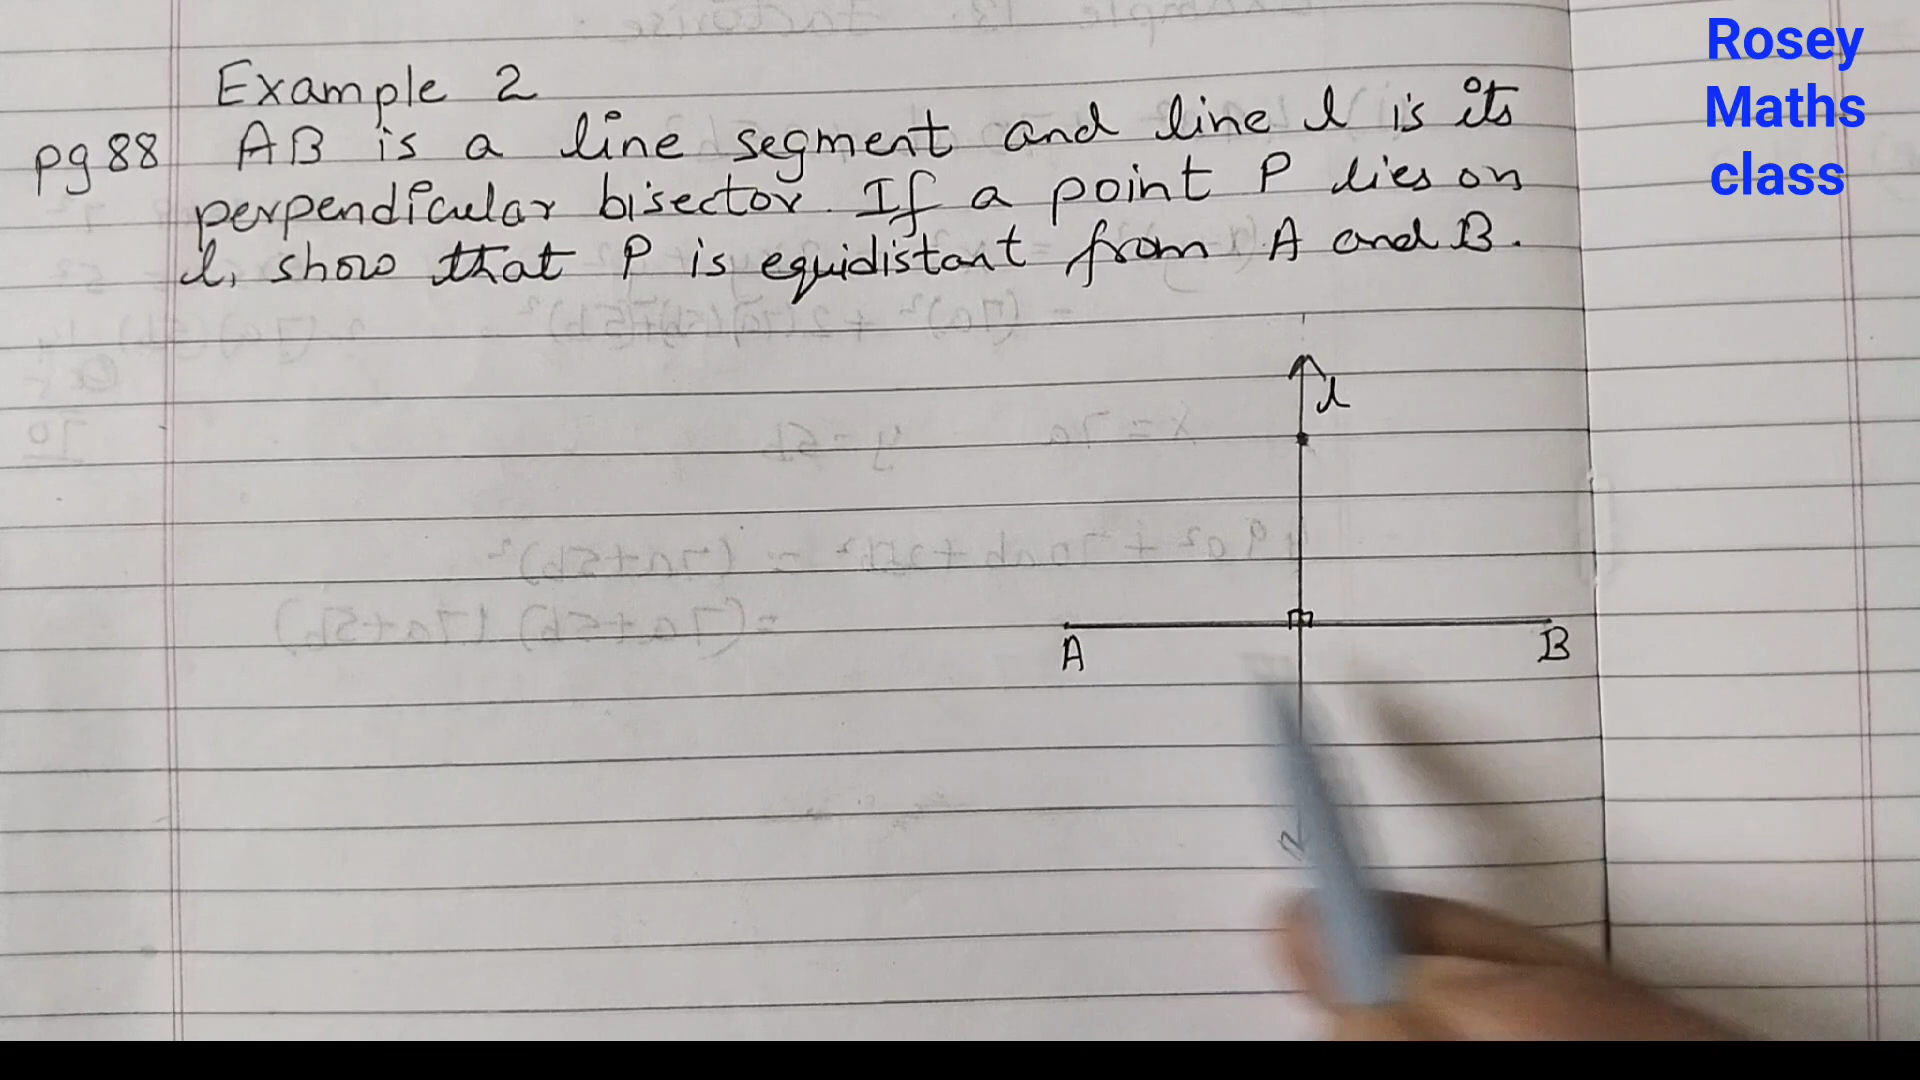 Example 2
pg 88 AB is a line segment and line l is its
perpendicular bisector. If a point P lies on
l, show that P is equidistant from A and B.
Rosey
Maths
class
l
A
B